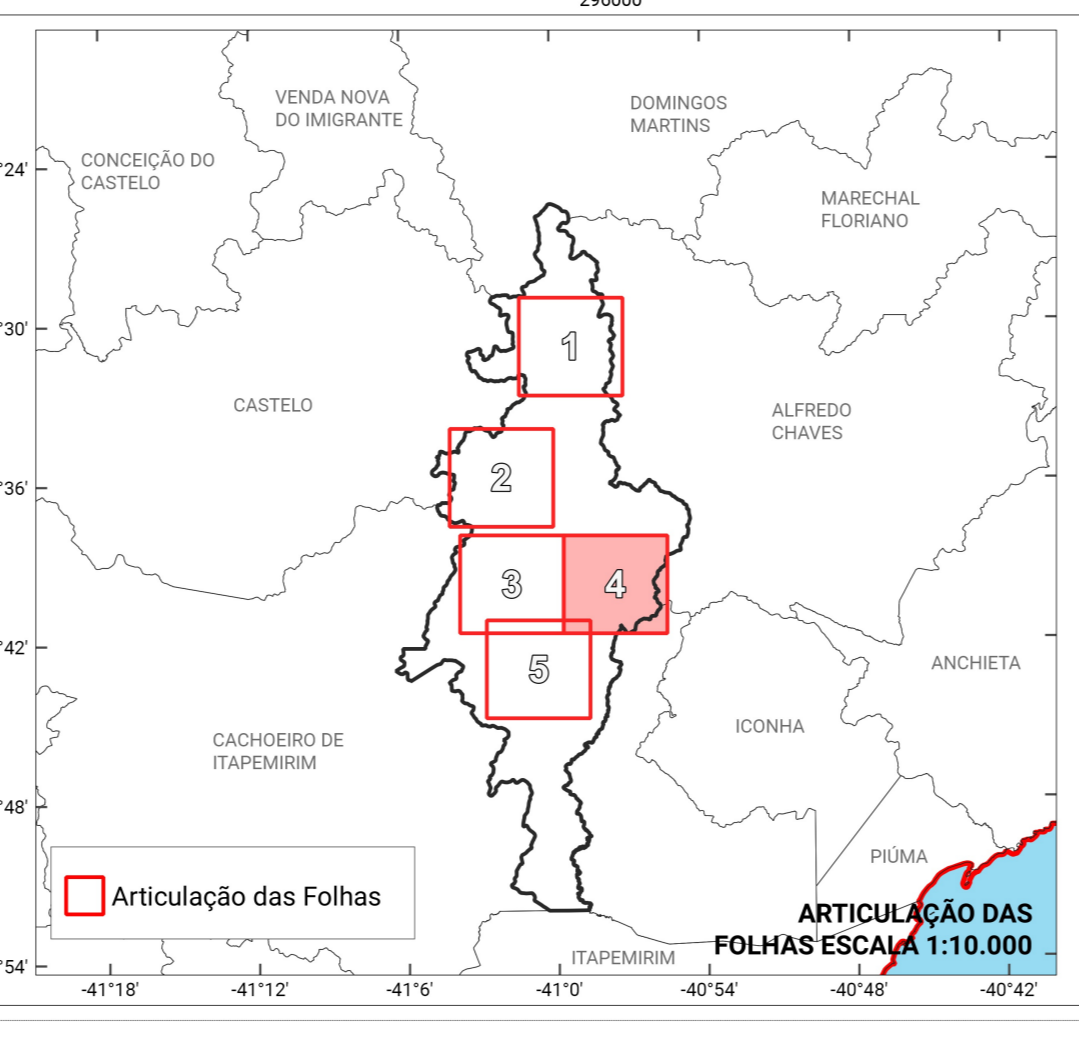 VENDA NOVA
DO IMIGRANTE
DOMINGOS
MARTINS
CONCEIÇÃO DO
CASTELO
MARECHAL
FLORIANO
°24'
°30'
1
CASTELO
ALFREDO
CHAVES
2
°36'
3
4
°42'
5
ANCHIETA
ICONHA
CACHOEIRO DE
ITAPEMIRIM
°48'
PIÚMA
Articulação das Folhas
ARTICULAÇÃO DAS
FOLHAS ESCALA 1:10.000
ITAPEMIRIM
°54'
-41°18' -41°12' -41°6' -41°0' -40°54' -40°48' -40°42'